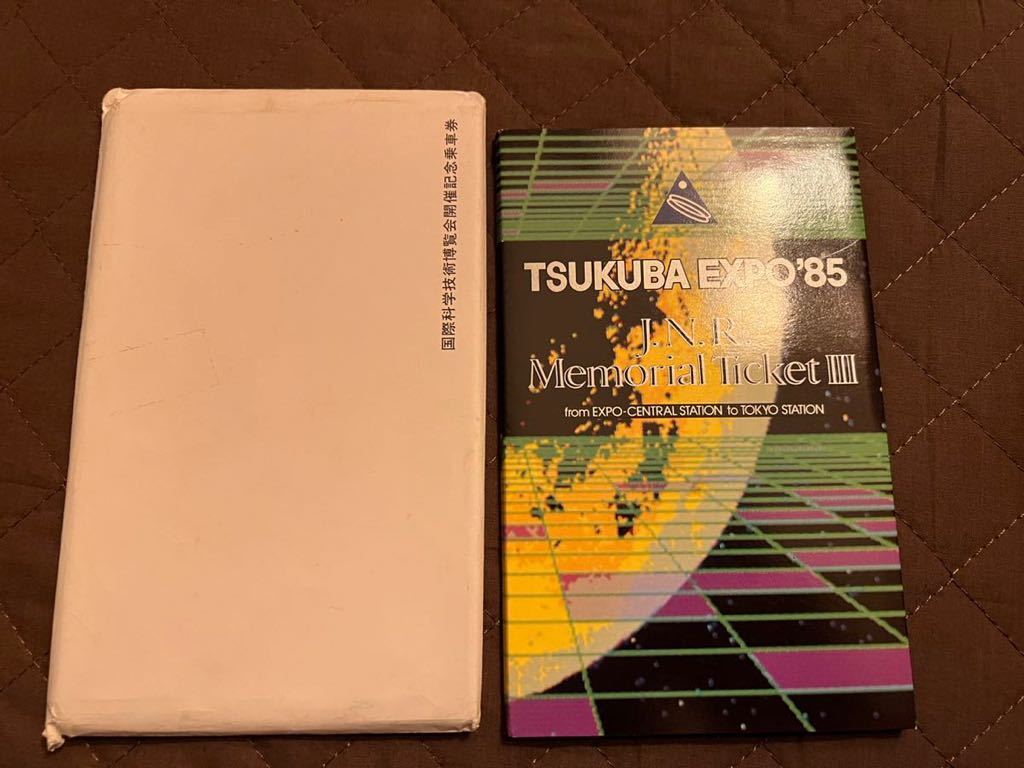 国際科学技術博覧会開催記念乗車券
TSUKUBA EXPO'85
J.N.R.
Memorial Ticket III
from EXPO-CENTRAL STATION to TOKYO STATION